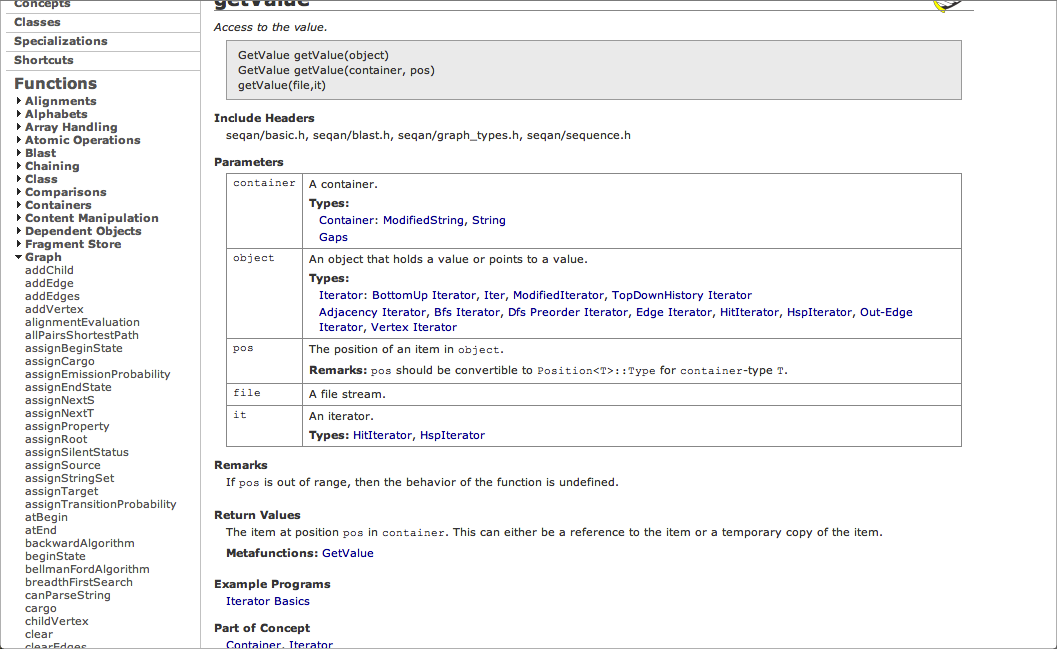 Concepts
Classes
Specializations
Shortcuts
Functions
Alignments
Alphabets
Array Handling
Atomic Operations
Blast
Chaining
Class
Comparisons
Containers
Content Manipulation
Dependent Objects
Fragment Store
Graph
addChild
addEdge
addEdges
addVertex
alignmentEvaluation
allPairsShortestPath
assignBeginState
assignCargo
assignEmissionProbability
assignEndState
assignNextS
assignNextT
assignProperty
assignRoot
assignSilentStatus
assignSource
assignStringSet
assignTarget
assignTransitionProbability
atBegin
atEnd
backwardAlgorithm
beginState
bellmanFordAlgorithm
breadthFirstSearch
canParseString
cargo
childVertex
clear
clearEdges
getValue
Access to the value.
GetValue getValue(object)
GetValue getValue(container, pos)
getValue(file,it)
Include Headers
seqan/basic.h, seqan/blast.h, seqan/graph_types.h, seqan/sequence.h
Parameters
container
A container.
Types:
Container: ModifiedString, String
Gaps
object
An object that holds a value or points to a value.
Types:
Iterator: BottomUp Iterator, Iter, ModifiedIterator, TopDownHistory Iterator
Adjacency Iterator, Bfs Iterator, Dfs Preorder Iterator, Edge Iterator, HitIterator, HspIterator, Out-Edge
Iterator, Vertex Iterator
pos
The position of an item in object.
Remarks: pos should be convertible to Position<T>::Type for container-type T.
file
A file stream.
it
An iterator.
Types: HitIterator, HspIterator
Remarks
If pos is out of range, then the behavior of the function is undefined.
Return Values
The item at position pos in container. This can either be a reference to the item or a temporary copy of the item.
Metafunctions: GetValue
Example Programs
Iterator Basics
Part of Concept
Container, Iterator